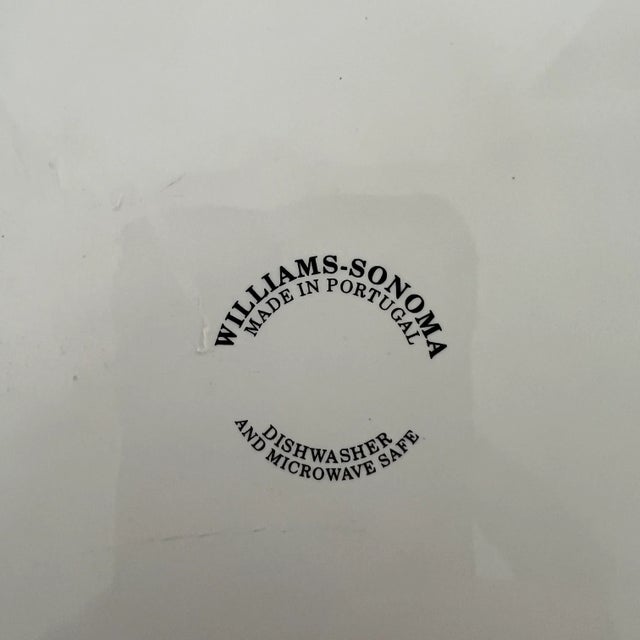 WILLIAMS-SONOMA
MADE IN PORTUGAL
DISHWASHER
AND MICROWAVE SAFE